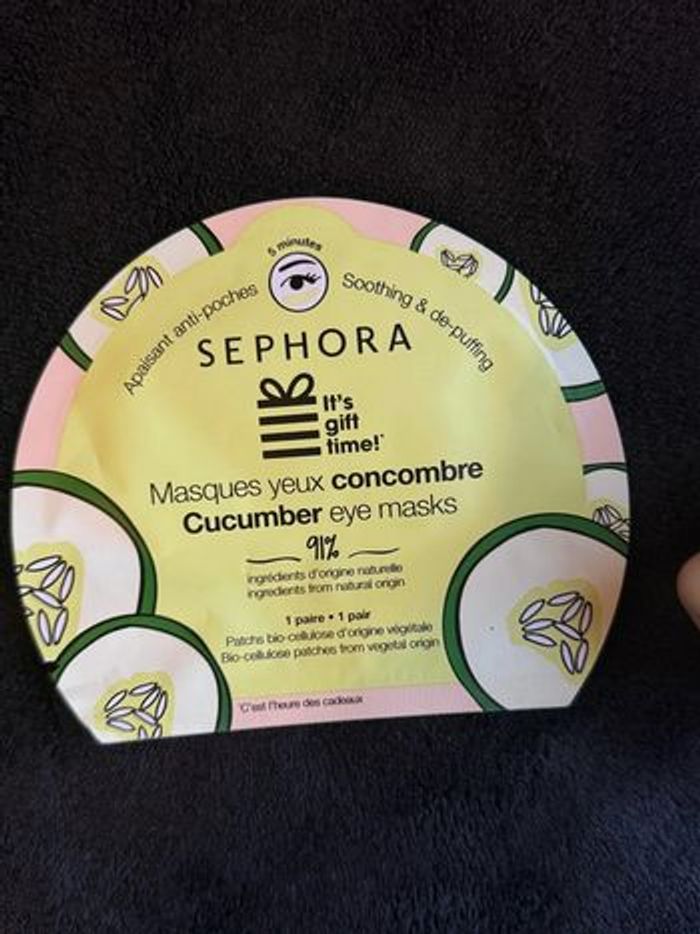 5 minutes
Apaisant anti-poches
Soothing & de-puffing
SEPHORA
It's
gift
time!*
Masques yeux concombre
Cucumber eye masks
91%
ingrédients d'origine naturelle
ingredients from natural origin
1 paire • 1 pair
Patchs bio-cellulose d'origine végétale
Bio-cellulose patches from vegetal origin
*C'est l'heure des cadeaux